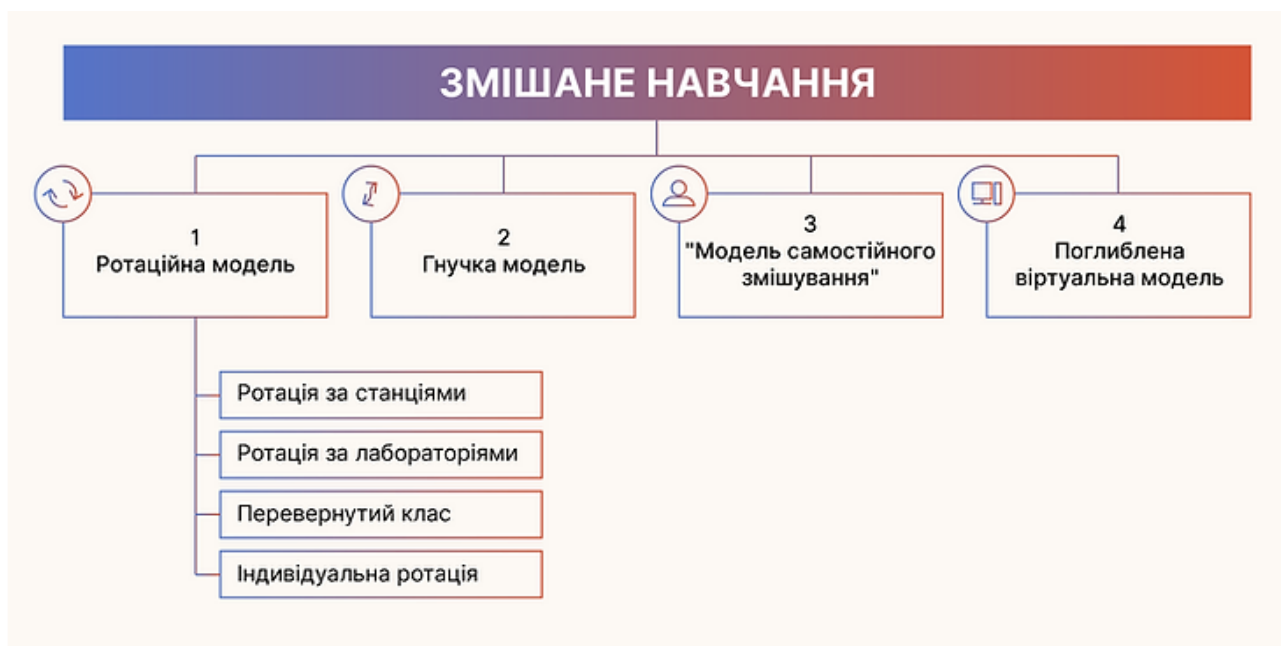 ЗМІШАНЕ НАВЧАННЯ
1
Ротаційна модель
2
Гнучка модель
3
"Модель самостійного
змішування"
4
Поглиблена
віртуальна модель
Ротація за станціями
Ротація за лабораторіями
Перевернутий клас
Індивідуальна ротація